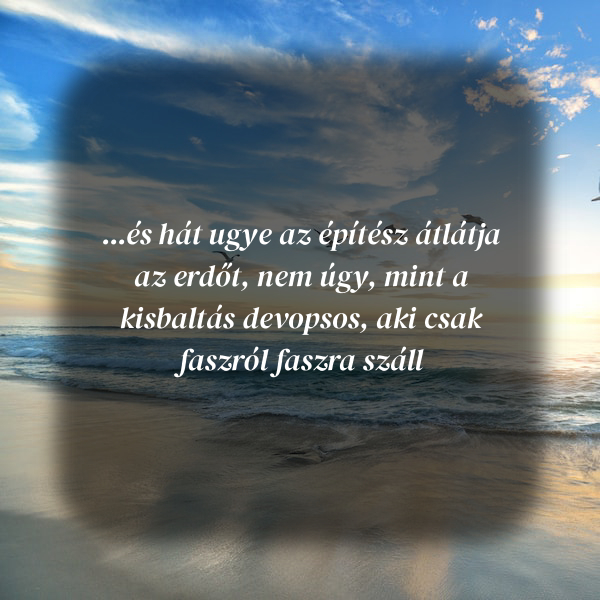 ...és hát ugye az építész átlátja
az erdőt, nem úgy, mint a
kisbaltás devopsos, aki csak
faszról faszra száll